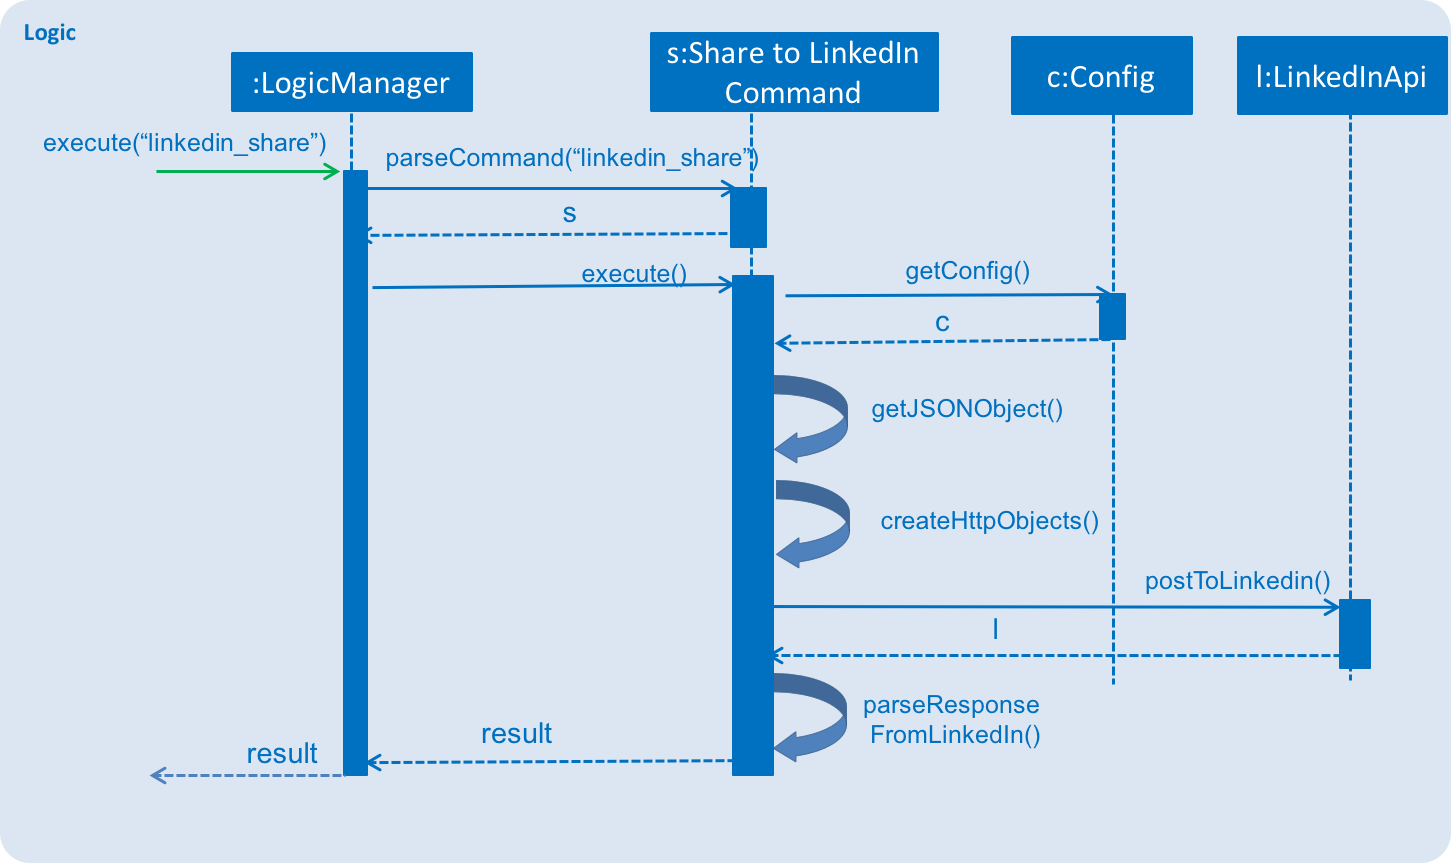 Logic
:LogicManager
s:Share to LinkedIn
Command
c:Config
l:LinkedInApi
execute(“linkedin_share”)
parseCommand(“linkedin_share”)
s
execute()
getConfig()
c
getJSONObject()
createHttpObjects()
postToLinkedin()
l
parseResponse
FromLinkedIn()
result
result